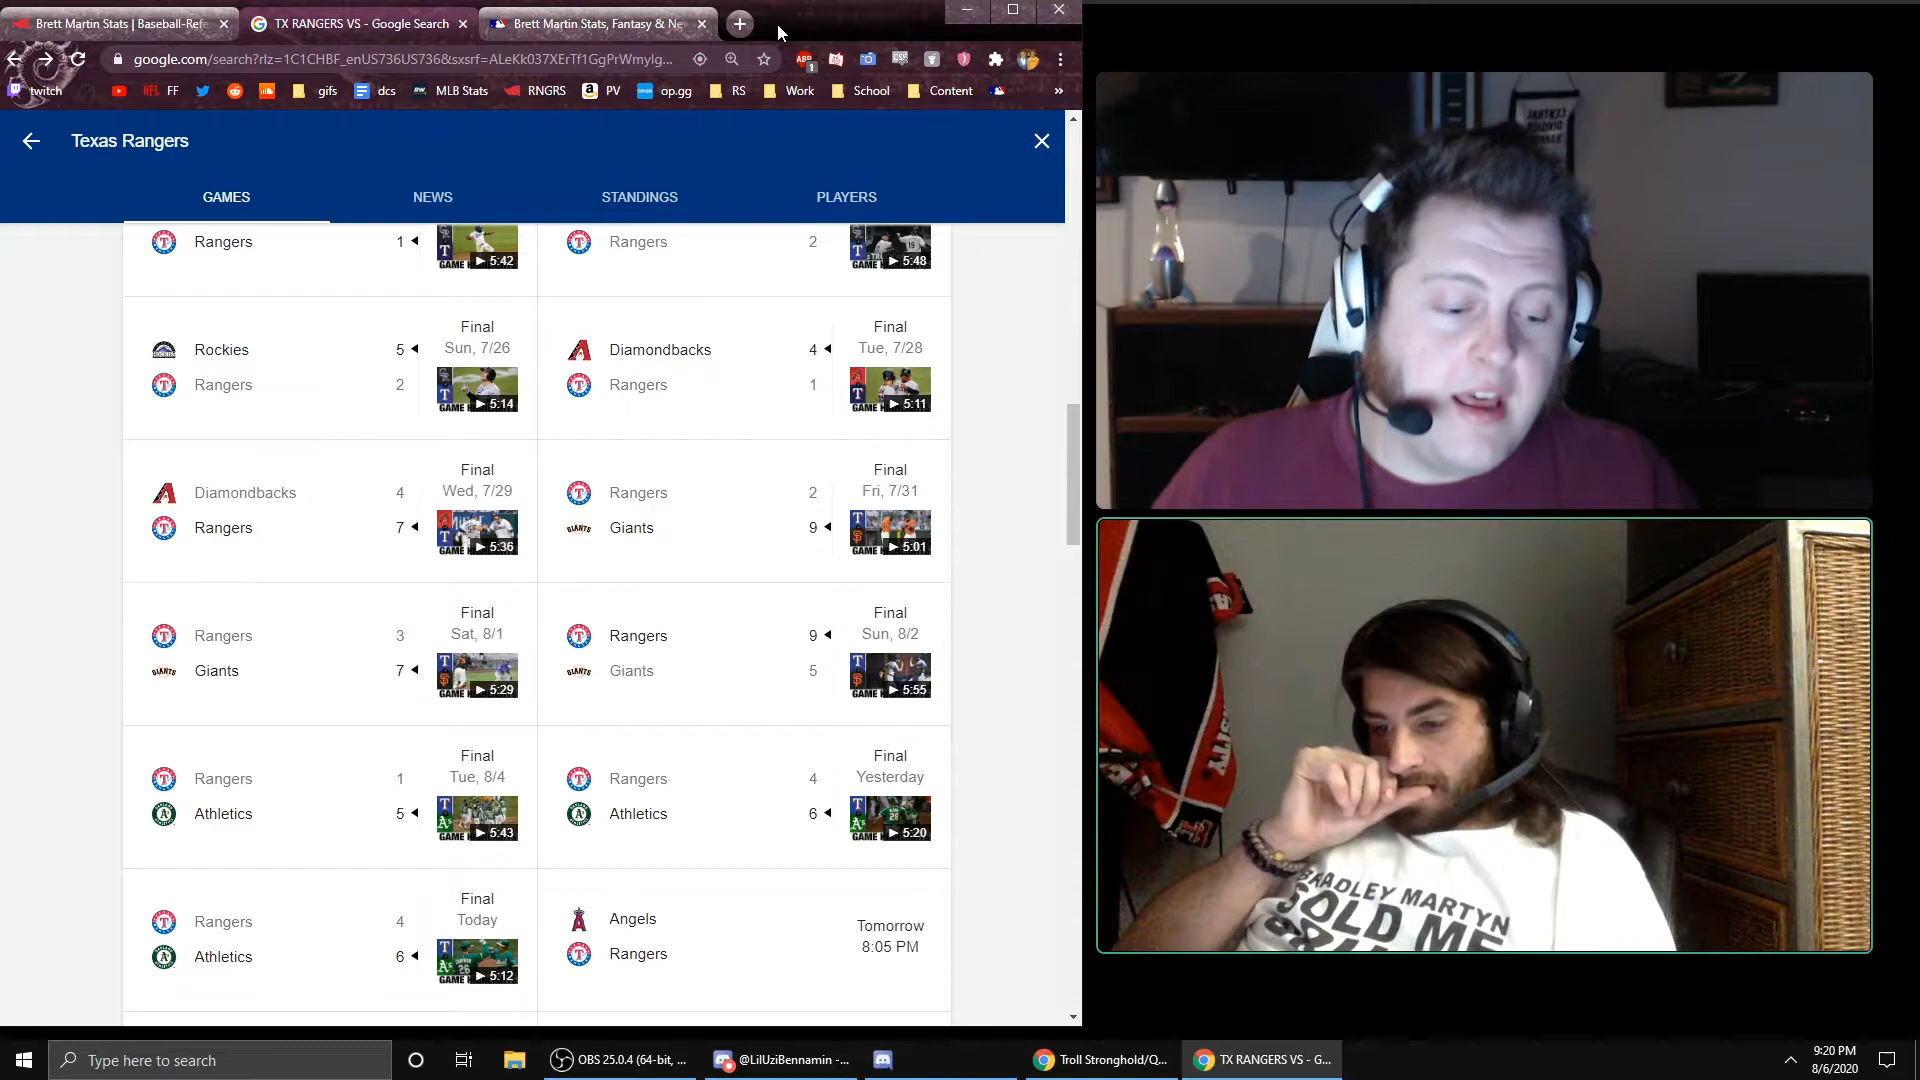 Brett Martin Stats | Baseball-Refe
TX RANGERS VS - Google Search
Brett Martin Stats, Fantasy & Ne
google.com/search?rlz=1C1CHBF_enUS736US736&sxsrf=ALeKk037XErTf1GgPrWmylg...
twitch
NFL FF
gifs
dcs
MLB Stats
RNGRS
PV
op.gg
RS
Work
School
Content
»
Texas Rangers
GAMES
NEWS
STANDINGS
PLAYERS
Rangers 1
5:42
Rangers 2
5:48
Final
Sun, 7/26
Rockies 5
Rangers 2
5:14
Final
Tue, 7/28
Diamondbacks 4
Rangers 1
5:11
Final
Wed, 7/29
Diamondbacks 4
Rangers 7
5:36
Final
Fri, 7/31
Rangers 2
Giants 9
5:01
Final
Sat, 8/1
Rangers 3
Giants 7
5:29
Final
Sun, 8/2
Rangers 9
Giants 5
5:55
Final
Tue, 8/4
Rangers 1
Athletics 5
5:43
Final
Yesterday
Rangers 4
Athletics 6
5:20
Final
Today
Rangers 4
Athletics 6
5:12
Angels
Rangers
Tomorrow
8:05 PM
CENTRAL
DIVISION
BRADLEY MARTYN
SOLD ME
Type here to search
OBS 25.0.4 (64-bit, ...
@LilUziBennamin -...
Troll Stronghold/Q...
TX RANGERS VS - G...
9:20 PM
8/6/2020